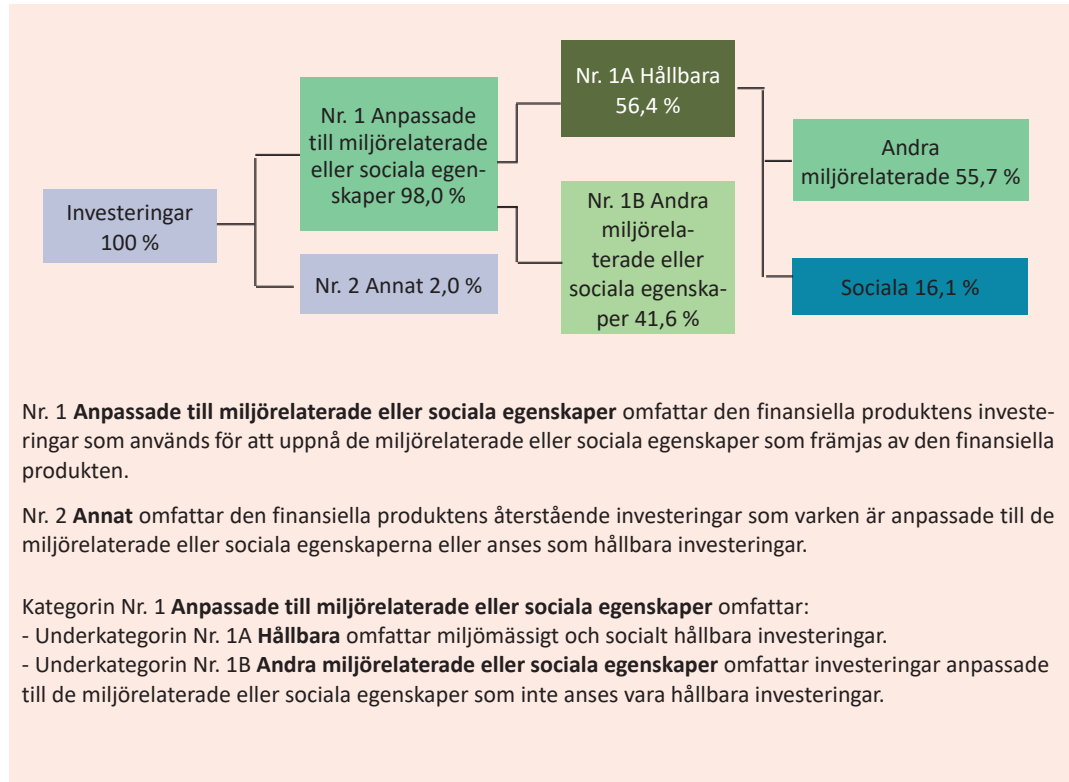 Investeringar
100 %
Nr. 1 Anpassade
till miljörelaterade
eller sociala egen-
skaper 98,0 %
Nr. 2 Annat 2,0 %
Nr. 1A Hållbara
56,4 %
Nr. 1B Andra
miljörela-
terade eller
sociala egenska-
per 41,6 %
Andra
miljörelaterade 55,7 %
Sociala 16,1 %
Nr. 1 Anpassade till miljörelaterade eller sociala egenskaper omfattar den finansiella produktens investe-
ringar som används för att uppnå de miljörelaterade eller sociala egenskaper som främjas av den finansiella
produkten.
Nr. 2 Annat omfattar den finansiella produktens återstående investeringar som varken är anpassade till de
miljörelaterade eller sociala egenskaperna eller anses som hållbara investeringar.
Kategorin Nr. 1 Anpassade till miljörelaterade eller sociala egenskaper omfattar:
- Underkategorin Nr. 1A Hållbara omfattar miljömässigt och socialt hållbara investeringar.
- Underkategorin Nr. 1B Andra miljörelaterade eller sociala egenskaper omfattar investeringar anpassade
till de miljörelaterade eller sociala egenskaper som inte anses vara hållbara investeringar.